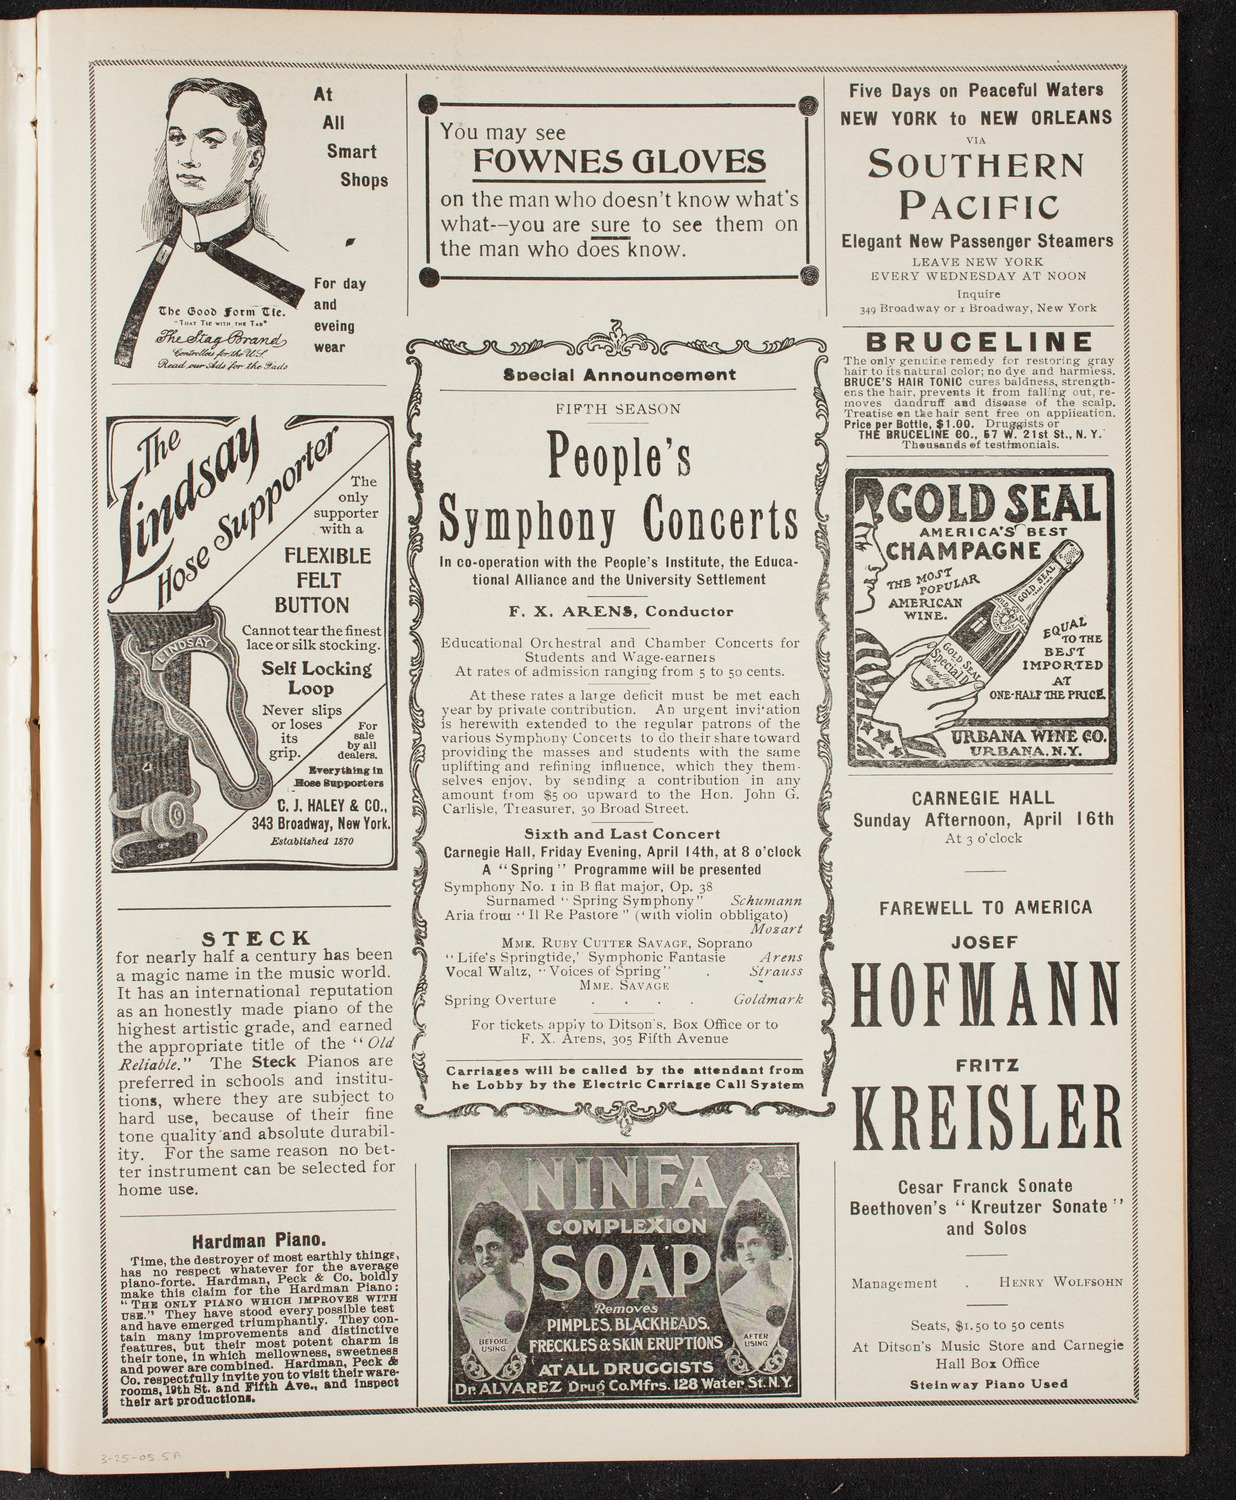 At
All
Smart
Shops
For day
and
eveing
wear
The Good Form Tie.
"That Tie with the Tab"
The Stag Brand
Controllers for the U.S.
Read our Ads for the Fads
The
Lindsay
Hose Supporter
The
only
supporter
with a
FLEXIBLE
FELT
BUTTON
Cannot tear the finest
lace or silk stocking.
Self Locking
Loop
Never slips
or loses
its
grip.
For
sale
by all
dealers.
Everything in
Hose Supporters
C. J. HALEY & CO.,
343 Broadway, New York.
Established 1870
LINDSAY
STECK
for nearly half a century has been
a magic name in the music world.
It has an international reputation
as an honestly made piano of the
highest artistic grade, and earned
the appropriate title of the "Old
Reliable." The Steck Pianos are
preferred in schools and institu-
tions, where they are subject to
hard use, because of their fine
tone quality and absolute durabil-
ity. For the same reason no bet-
ter instrument can be selected for
home use.
Hardman Piano.
Time, the destroyer of most earthly things,
has no respect whatever for the average
piano-forte. Hardman, Peck & Co. boldly
make this claim for the Hardman Piano:
"THE ONLY PIANO WHICH IMPROVES WITH
USE." They have stood every possible test
and have earned triumphantly. They con-
tain many improvements and distinctive
features, but their most potent charm is
their tone, in which mellowness, sweetness
and power are combined. Hardman, Peck &
Co. respectfully invite you to visit their ware-
rooms, 19th St. and Fifth Ave., and inspect
their art productions.
You may see
FOWNES GLOVES
on the man who doesn't know what's
what--you are sure to see them on
the man who does know.
Special Announcement
FIFTH SEASON
People's
Symphony Concerts
In co-operation with the People's Institute, the Educa-
tional Alliance and the University Settlement
F. X. ARENS, Conductor
Educational Orchestral and Chamber Concerts for
Students and Wage-earners
At rates of admission ranging from 5 to 50 cents.
At these rates a large deficit must be met each
year by private contribution. An urgent invitation
is herewith extended to the regular patrons of the
various Symphony Concerts to do their share toward
providing the masses and students with the same
uplifting and refining influence, which they them-
selves enjoy, by sending a contribution in any
amount from $5 00 upward to the Hon. John G.
Carlisle, Treasurer, 30 Broad Street.
Sixth and Last Concert
Carnegie Hall, Friday Evening, April 14th, at 8 o'clock
A "Spring" Programme will be presented
Symphony No. 1 in B flat major, Op. 38
Surnamed "Spring Symphony" Schumann
Aria from "Il Re Pastore" (with violin obbligato)
Mozart
MME. RUBY CUTTER SAVAGE, Soprano
"Life's Springtide,' Symphonic Fantasie Arens
Vocal Waltz, "Voices of Spring" . Strauss
MME. SAVAGE
Spring Overture . . . . Goldmark
For tickets apply to Ditson's, Box Office or to
F. X. Arens, 305 Fifth Avenue
Carriages will be called by the attendant from
he Lobby by the Electric Carriage Call System
NINFA
COMPLEXION
SOAP
Removes
PIMPLES, BLACKHEADS,
FRECKLES & SKIN ERUPTIONS
AT ALL DRUGGISTS
Dr. ALVAREZ Drug Co. Mfrs. 128 Water St. N.Y.
BEFORE
USING
AFTER
USING
Five Days on Peaceful Waters
NEW YORK to NEW ORLEANS
VIA
SOUTHERN
PACIFIC
Elegant New Passenger Steamers
LEAVE NEW YORK
EVERY WEDNESDAY AT NOON
Inquire
349 Broadway or 1 Broadway, New York
BRUCELINE
The only genuine remedy for restoring gray
hair to its natural color; no dye and harmless.
BRUCE'S HAIR TONIC cures baldness, strength-
ens the hair, prevents it from falling out, re-
moves dandruff and disease of the scalp.
Treatise on the hair sent free on application.
Price per Bottle, $1.00. Druggists or
THE BRUCELINE CO., 57 W. 21st St., N. Y.
Thousands of testimonials.
GOLD SEAL
AMERICA'S BEST
CHAMPAGNE
THE MOST
POPULAR
AMERICAN
WINE.
GOLD SEAL
GOLD SEAL
Special
EQUAL
TO THE
BEST
IMPORTED
AT
ONE-HALF THE PRICE
URBANA WINE CO.
URBANA, N.Y.
CARNEGIE HALL
Sunday Afternoon, April 16th
At 3 o'clock
FAREWELL TO AMERICA
JOSEF
HOFMANN
FRITZ
KREISLER
Cesar Franck Sonate
Beethoven's "Kreutzer Sonate"
and Solos
Management . HENRY WOLFSOHN
Seats, $1.50 to 50 cents
At Ditson's Music Store and Carnegie
Hall Box Office
Steinway Piano Used
3-25-05.5A